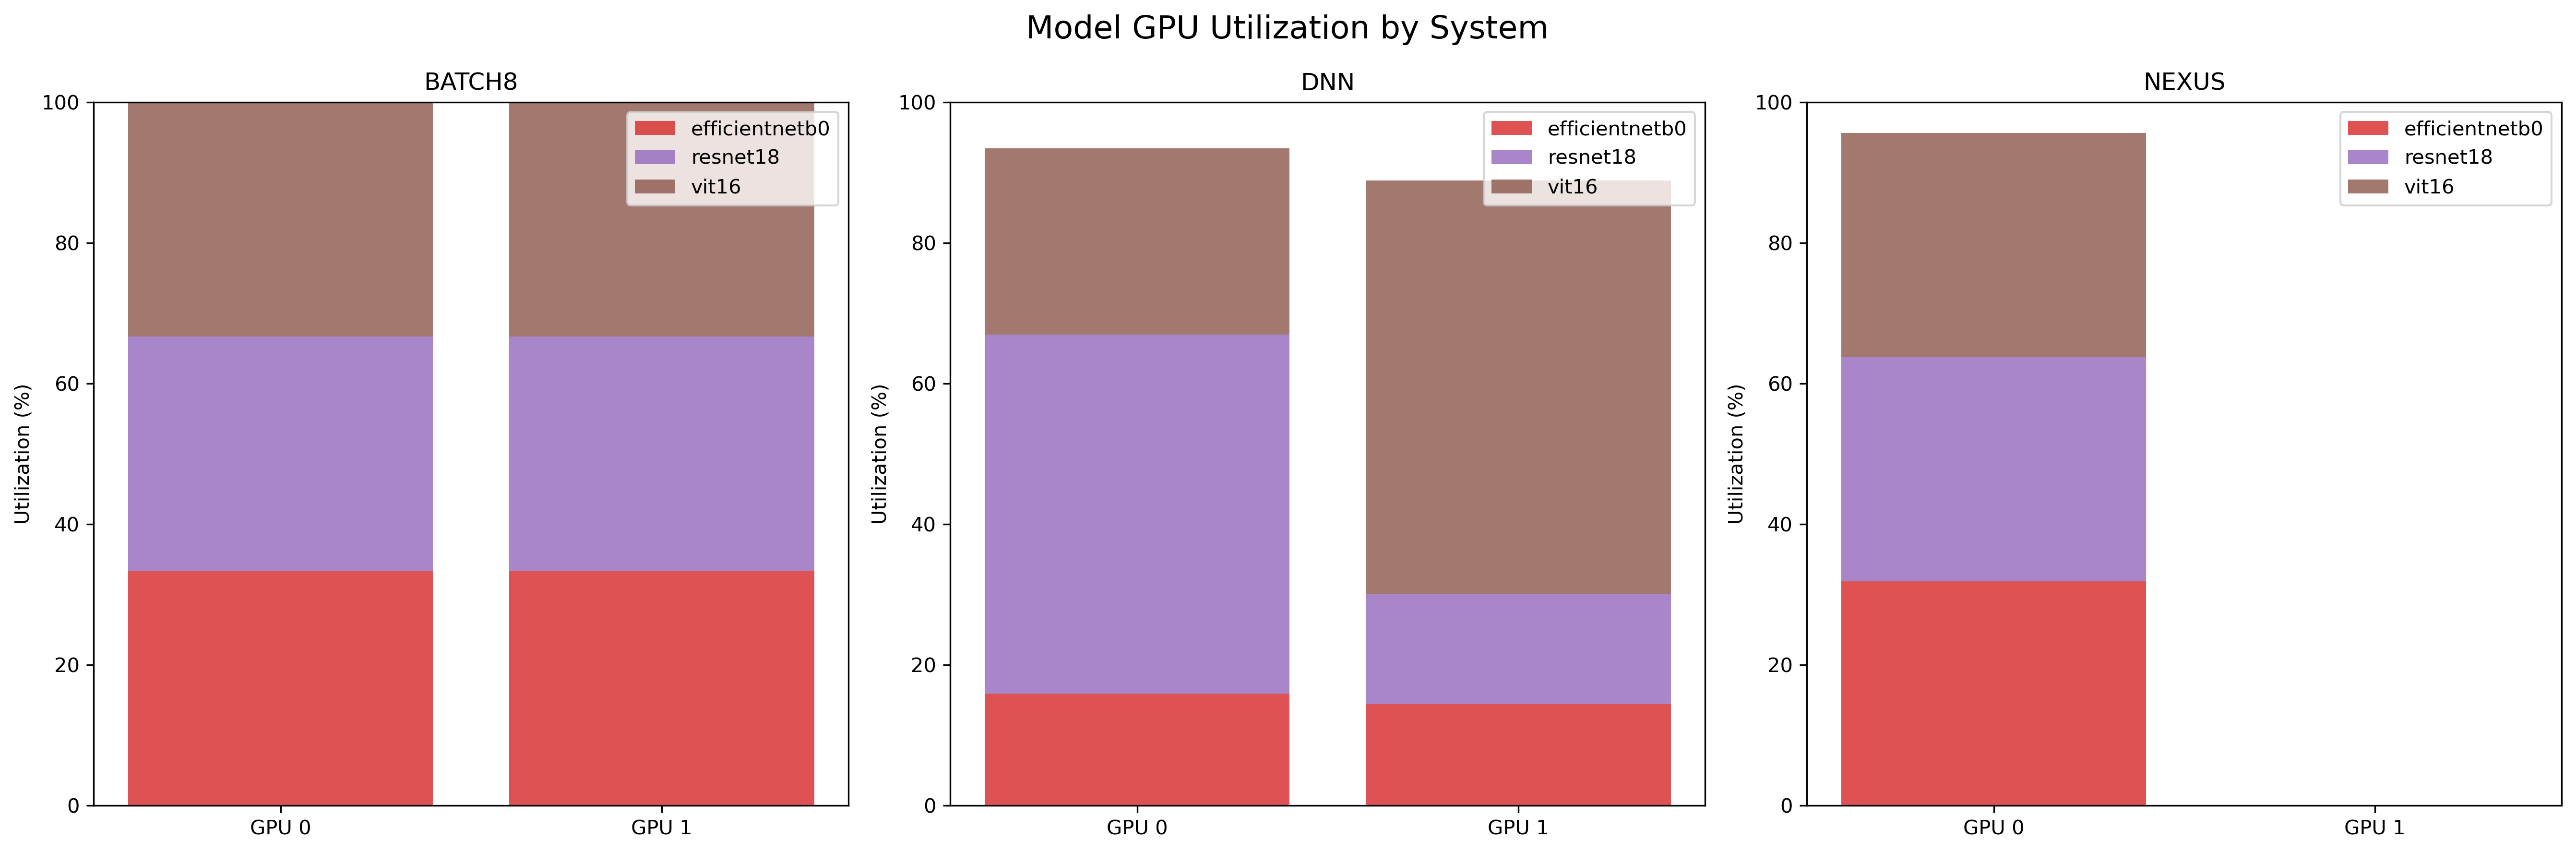 Model GPU Utilization by System
BATCH8
Utilization (%)
100
80
60
40
20
0
GPU 0
GPU 1
efficientnetb0
resnet18
vit16
DNN
Utilization (%)
100
80
60
40
20
0
GPU 0
GPU 1
efficientnetb0
resnet18
vit16
NEXUS
Utilization (%)
100
80
60
40
20
0
GPU 0
GPU 1
efficientnetb0
resnet18
vit16